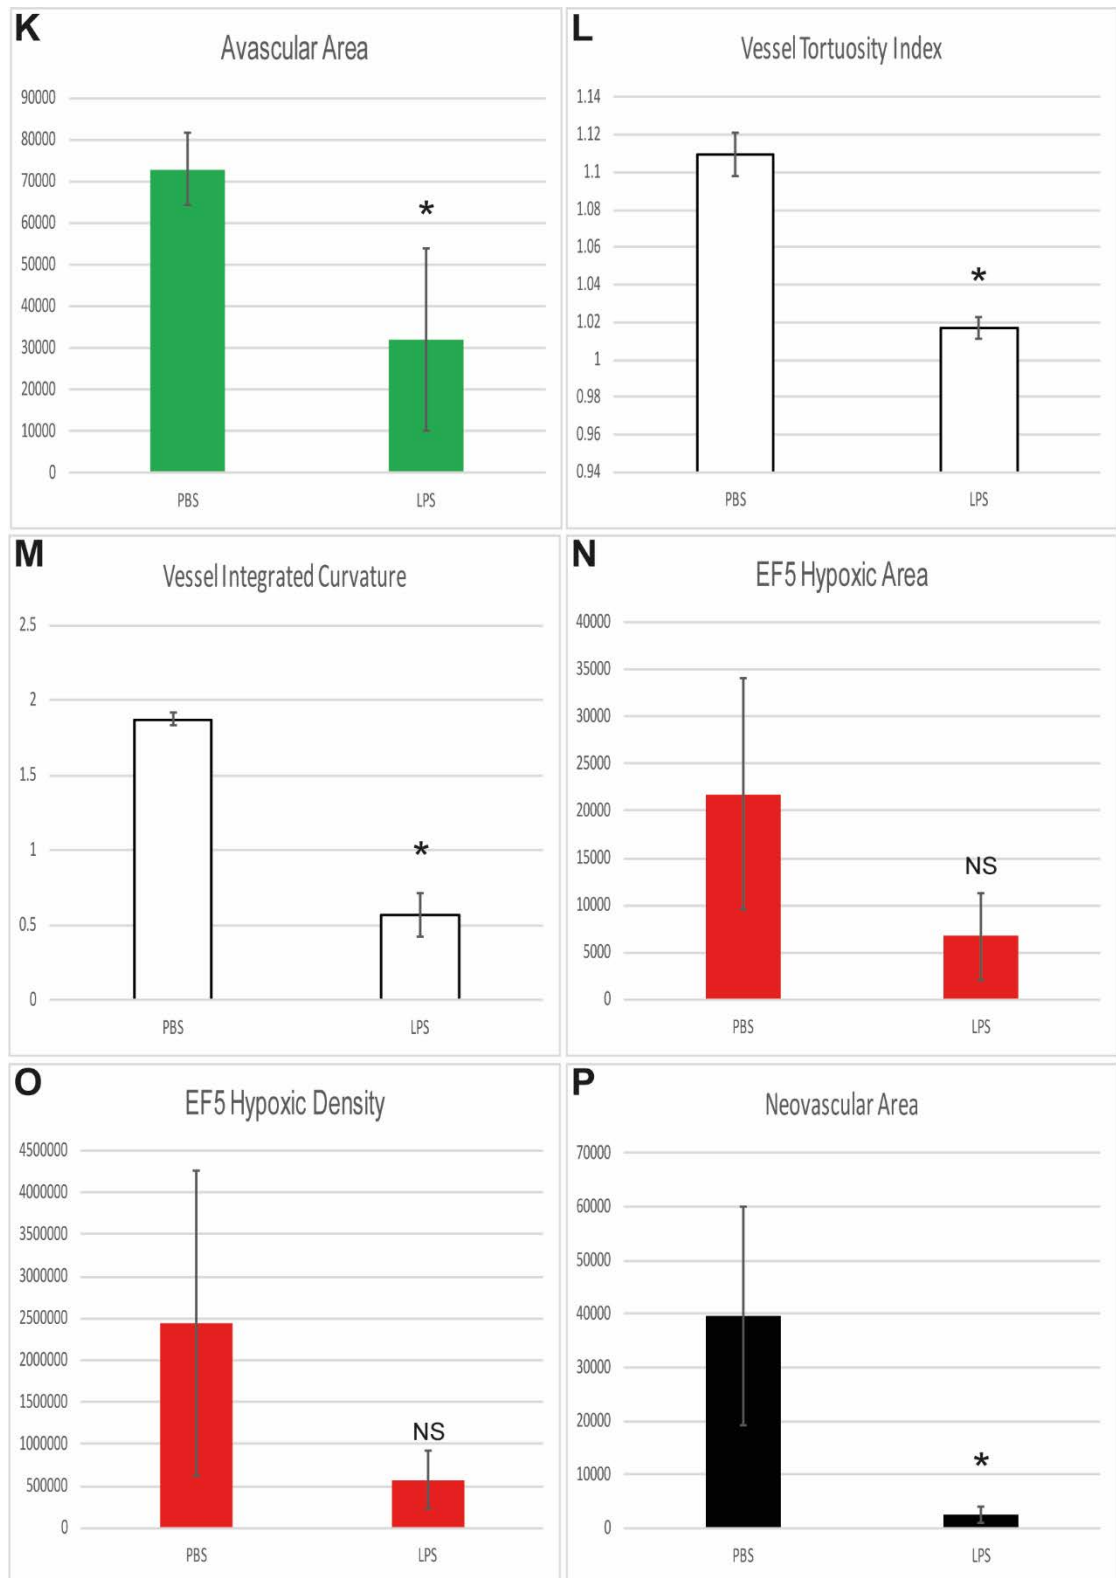 K
Avascular Area
90000
80000
70000
60000
50000
40000
30000
20000
10000
0
*
PBS
LPS
L
Vessel Tortuosity Index
1.14
1.12
1.1
1.08
1.06
1.04
1.02
1
0.98
0.96
0.94
*
PBS
LPS
M
Vessel Integrated Curvature
2.5
2
1.5
1
0.5
0
*
PBS
LPS
N
EF5 Hypoxic Area
40000
35000
30000
25000
20000
15000
10000
5000
0
NS
PBS
LPS
O
EF5 Hypoxic Density
4500000
4000000
3500000
3000000
2500000
2000000
1500000
1000000
500000
0
NS
PBS
LPS
P
Neovascular Area
70000
60000
50000
40000
30000
20000
10000
0
*
PBS
LPS